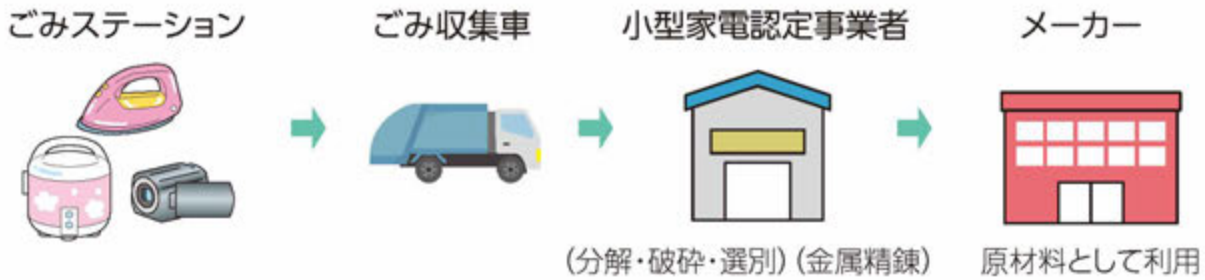 ごみステーション
ごみ収集車
小型家電認定事業者
メーカー
(分解・破砕・選別)(金属精錬)
原材料として利用